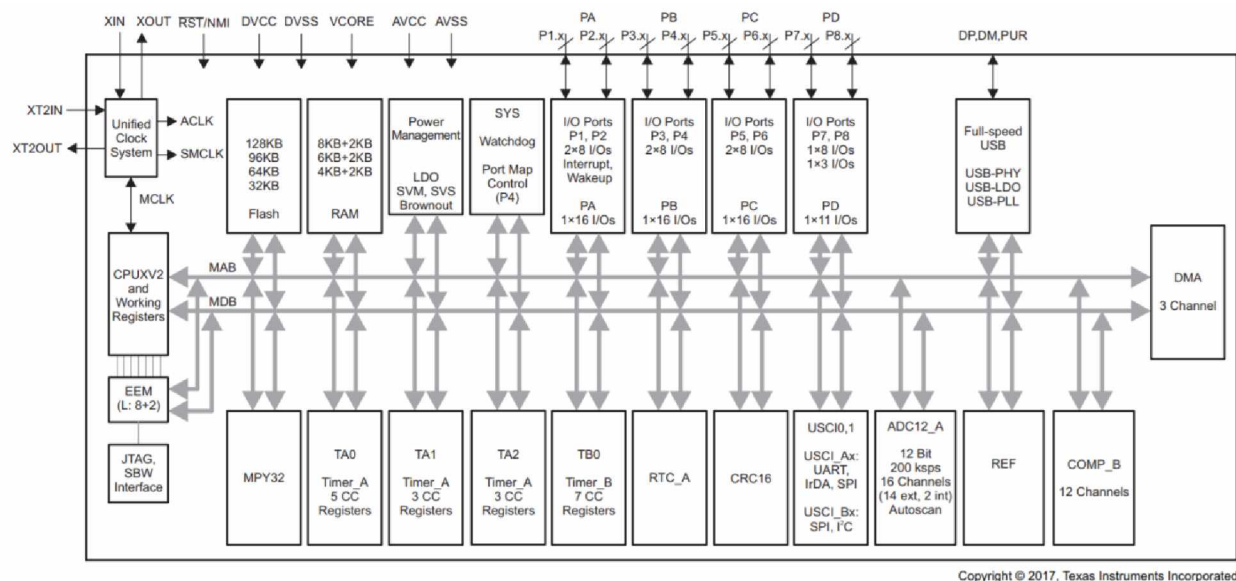 XIN XOUT RST/NMI DVCC DVSS VCORE AVCC AVSS PA PB PC PD
P1.x P2.x P3.x P4.x P5.x P6.x P7.x P8.x DP,DM,PUR
XT2IN
XT2OUT
Unified
Clock
System
ACLK
SMCLK
MCLK
128KB
96KB
64KB
32KB
Flash
8KB+2KB
6KB+2KB
4KB+2KB
RAM
Power
Management
LDO
SVM, SVS
Brownout
SYS
Watchdog
Port Map
Control
(P4)
I/O Ports
P1, P2
2×8 I/Os
Interrupt,
Wakeup
PA
1×16 I/Os
I/O Ports
P3, P4
2×8 I/Os
PB
1×16 I/Os
I/O Ports
P5, P6
2×8 I/Os
PC
1×16 I/Os
I/O Ports
P7, P8
1×8 I/Os
1×3 I/Os
PD
1×11 I/Os
Full-speed
USB
USB-PHY
USB-LDO
USB-PLL
CPUXV2
and
Working
Registers
MAB
MDB
DMA
3 Channel
EEM
(L: 8+2)
JTAG,
SBW
Interface
MPY32
TA0
Timer_A
5 CC
Registers
TA1
Timer_A
3 CC
Registers
TA2
Timer_A
3 CC
Registers
TB0
Timer_B
7 CC
Registers
RTC_A
CRC16
USCI0,1
USCI_Ax:
UART,
IrDA, SPI
USCI_Bx:
SPI, I²C
ADC12_A
12 Bit
200 ksps
16 Channels
(14 ext, 2 int)
Autoscan
REF
COMP_B
12 Channels
Copyright © 2017, Texas Instruments Incorporated